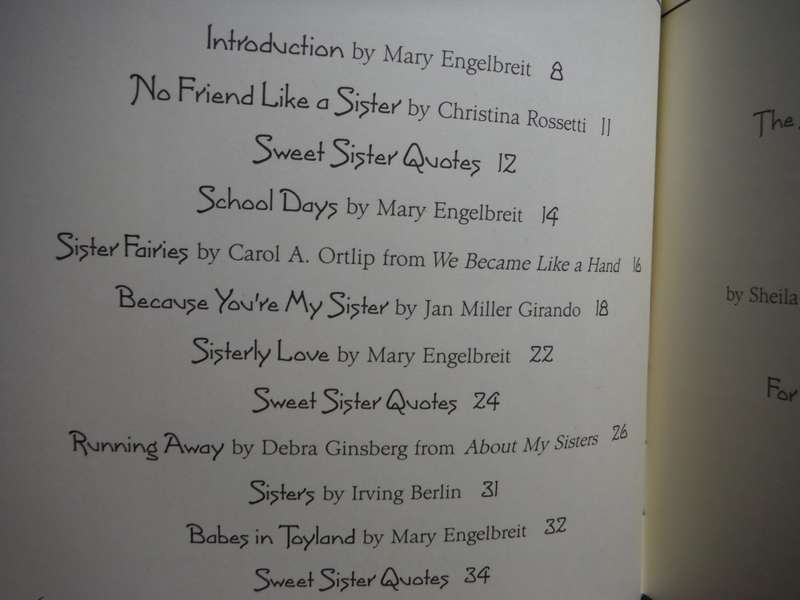 Introduction by Mary Engelbreit 8
No Friend Like a Sister by Christina Rossetti 11
Sweet Sister Quotes 12
School Days by Mary Engelbreit 14
Sister Fairies by Carol A. Ortlip from We Became Like a Hand 16
Because You're My Sister by Jan Miller Girando 18
Sisterly Love by Mary Engelbreit 22
Sweet Sister Quotes 24
Running Away by Debra Ginsberg from About My Sisters 26
Sisters by Irving Berlin 31
Babes in Toyland by Mary Engelbreit 32
Sweet Sister Quotes 34
The
by Sheila
For